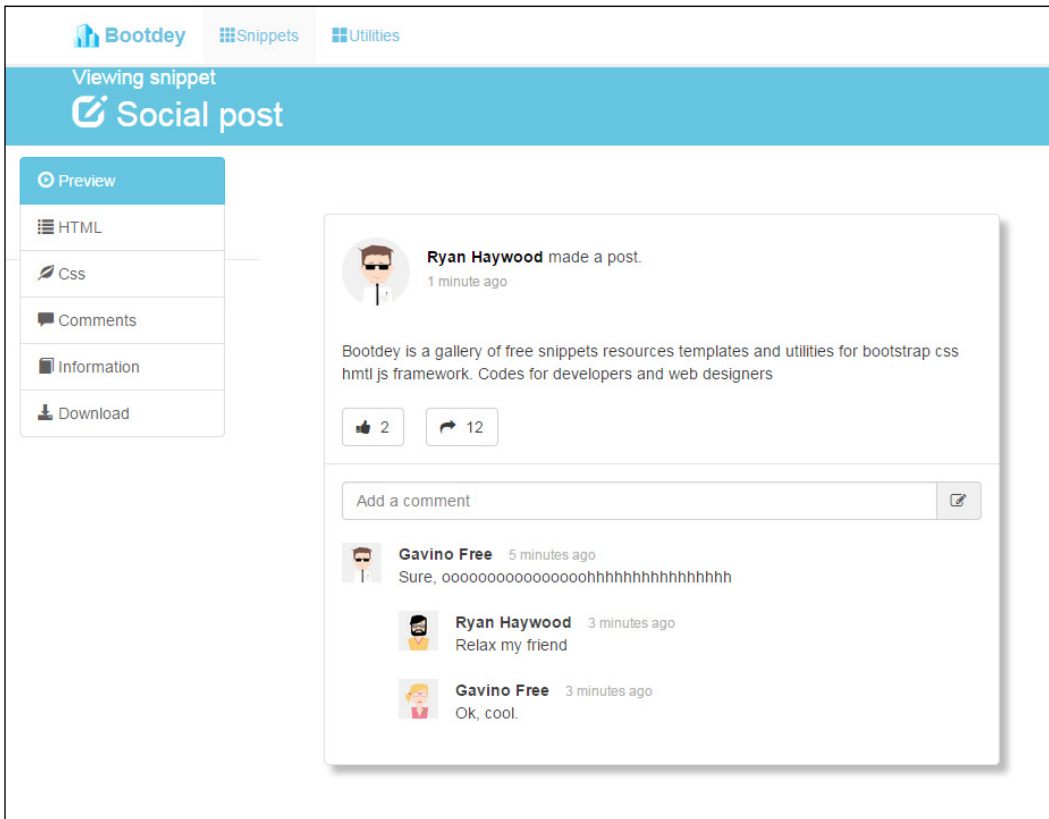 Bootdey
Snippets
Utilities
Viewing snippet
Social post
Preview
HTML
Css
Comments
Information
Download
Ryan Haywood made a post.
1 minute ago
Bootdey is a gallery of free snippets resources templates and utilities for bootstrap css
hmtl js framework. Codes for developers and web designers
2
12
Add a comment
Gavino Free 5 minutes ago
Sure, oooooooooooooooohhhhhhhhhhhhhhhh
Ryan Haywood 3 minutes ago
Relax my friend
Gavino Free 3 minutes ago
Ok, cool.